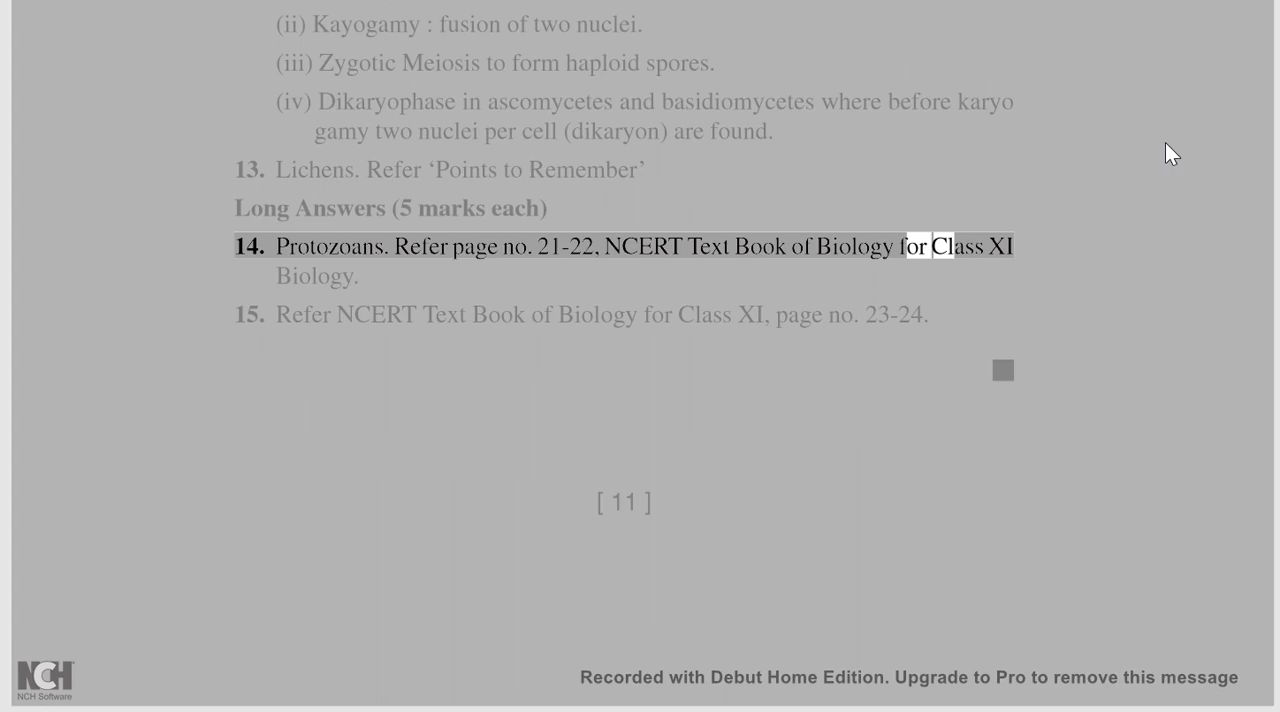 (ii) Kayogamy : fusion of two nuclei.
(iii) Zygotic Meiosis to form haploid spores.
(iv) Dikaryophase in ascomycetes and basidiomycetes where before karyo
gamy two nuclei per cell (dikaryon) are found.
13. Lichens. Refer ‘Points to Remember’
Long Answers (5 marks each)
14. Protozoans. Refer page no. 21-22, NCERT Text Book of Biology for Class XI
Biology.
15. Refer NCERT Text Book of Biology for Class XI, page no. 23-24.
[ 11 ]
NCH
NCH Software
Recorded with Debut Home Edition. Upgrade to Pro to remove this message